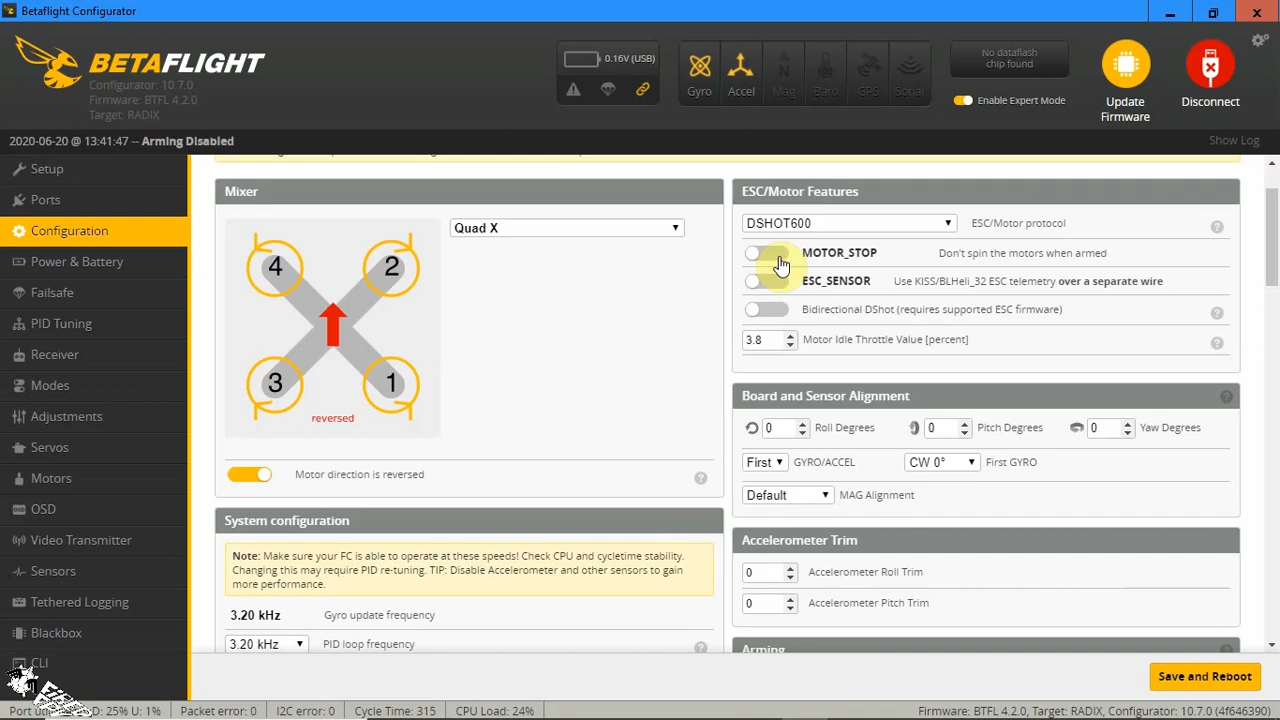 Betaflight Configurator
BETAFLIGHT
Configurator: 10.7.0
Firmware: BTFL 4.2.0
Target: RADIX
0.16V (USB)
Gyro
Accel
Mag
Baro
GPS
Sonar
No dataflash
chip found
Enable Expert Mode
Update
Firmware
Disconnect
2020-06-20 @ 13:41:47 -- Arming Disabled
Show Log
Setup
Ports
Configuration
Power & Battery
Failsafe
PID Tuning
Receiver
Modes
Adjustments
Servos
Motors
OSD
Video Transmitter
Sensors
Tethered Logging
Blackbox
CLI
Mixer
Quad X
4
2
3
1
reversed
Motor direction is reversed
System configuration
Note: Make sure your FC is able to operate at these speeds! Check CPU and cycletime stability.
Changing this may require PID re-tuning. TIP: Disable Accelerometer and other sensors to gain
more performance.
3.20 kHz Gyro update frequency
3.20 kHz PID loop frequency
ESC/Motor Features
DSHOT600 ESC/Motor protocol
MOTOR_STOP Don't spin the motors when armed
ESC_SENSOR Use KISS/BLHeli_32 ESC telemetry over a separate wire
Bidirectional DShot (requires supported ESC firmware)
3.8 Motor Idle Throttle Value [percent]
Board and Sensor Alignment
0 Roll Degrees 0 Pitch Degrees 0 Yaw Degrees
First GYRO/ACCEL CW 0° First GYRO
Default MAG Alignment
Accelerometer Trim
0 Accelerometer Roll Trim
0 Accelerometer Pitch Trim
Arming
Save and Reboot
D: 25% U: 1% Packet error: 0 I2C error: 0 Cycle Time: 315 CPU Load: 24% Firmware: BTFL 4.2.0, Target: RADIX, Configurator: 10.7.0 (4f646390)